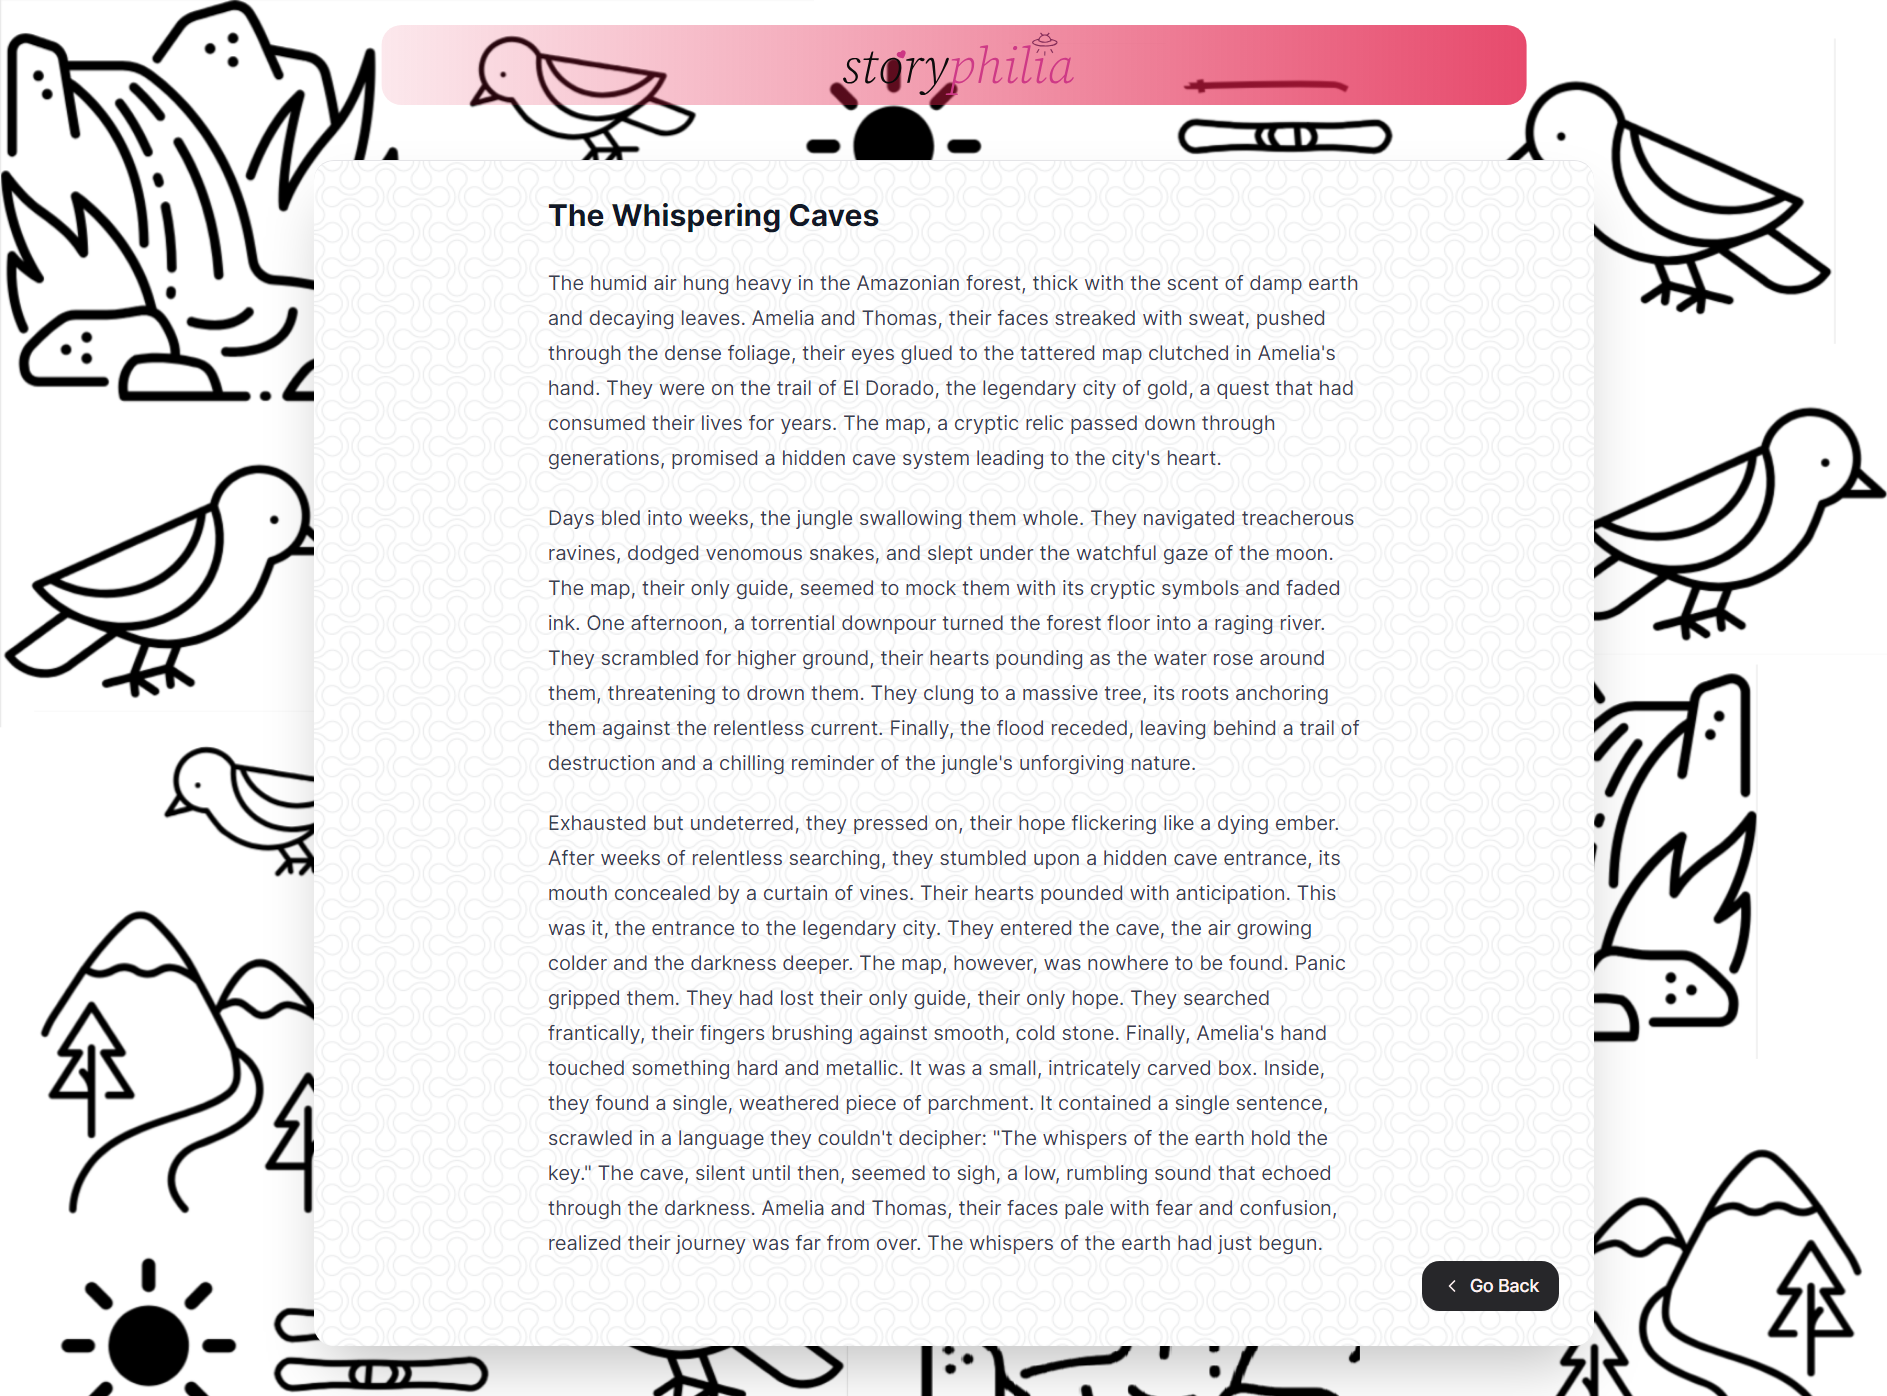 storyphilia
The Whispering Caves
The humid air hung heavy in the Amazonian forest, thick with the scent of damp earth
and decaying leaves. Amelia and Thomas, their faces streaked with sweat, pushed
through the dense foliage, their eyes glued to the tattered map clutched in Amelia's
hand. They were on the trail of El Dorado, the legendary city of gold, a quest that had
consumed their lives for years. The map, a cryptic relic passed down through
generations, promised a hidden cave system leading to the city's heart.
Days bled into weeks, the jungle swallowing them whole. They navigated treacherous
ravines, dodged venomous snakes, and slept under the watchful gaze of the moon.
The map, their only guide, seemed to mock them with its cryptic symbols and faded
ink. One afternoon, a torrential downpour turned the forest floor into a raging river.
They scrambled for higher ground, their hearts pounding as the water rose around
them, threatening to drown them. They clung to a massive tree, its roots anchoring
them against the relentless current. Finally, the flood receded, leaving behind a trail of
destruction and a chilling reminder of the jungle's unforgiving nature.
Exhausted but undeterred, they pressed on, their hope flickering like a dying ember.
After weeks of relentless searching, they stumbled upon a hidden cave entrance, its
mouth concealed by a curtain of vines. Their hearts pounded with anticipation. This
was it, the entrance to the legendary city. They entered the cave, the air growing
colder and the darkness deeper. The map, however, was nowhere to be found. Panic
gripped them. They had lost their only guide, their only hope. They searched
frantically, their fingers brushing against smooth, cold stone. Finally, Amelia's hand
touched something hard and metallic. It was a small, intricately carved box. Inside,
they found a single, weathered piece of parchment. It contained a single sentence,
scrawled in a language they couldn't decipher: "The whispers of the earth hold the
key." The cave, silent until then, seemed to sigh, a low, rumbling sound that echoed
through the darkness. Amelia and Thomas, their faces pale with fear and confusion,
realized their journey was far from over. The whispers of the earth had just begun.
Go Back